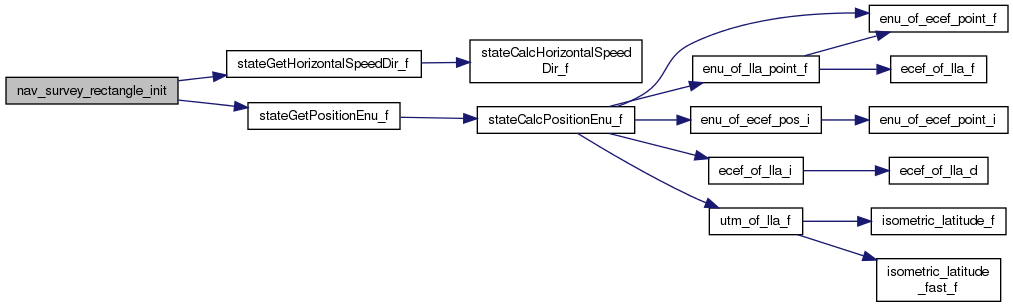 nav_survey_rectangle_init
stateGetHorizontalSpeedDir_f
stateGetPositionEnu_f
stateCalcHorizontalSpeed
Dir_f
stateCalcPositionEnu_f
enu_of_ecef_point_f
enu_of_lla_point_f
ecef_of_lla_f
enu_of_ecef_pos_i
enu_of_ecef_point_i
ecef_of_lla_i
ecef_of_lla_d
utm_of_lla_f
isometric_latitude_f
isometric_latitude
_fast_f